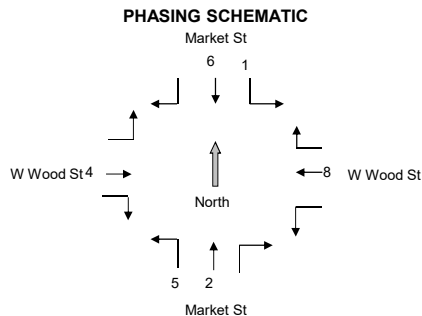 PHASING SCHEMATIC
Market St
6 1
W Wood St 4
8 W Wood St
North
5 2
Market St